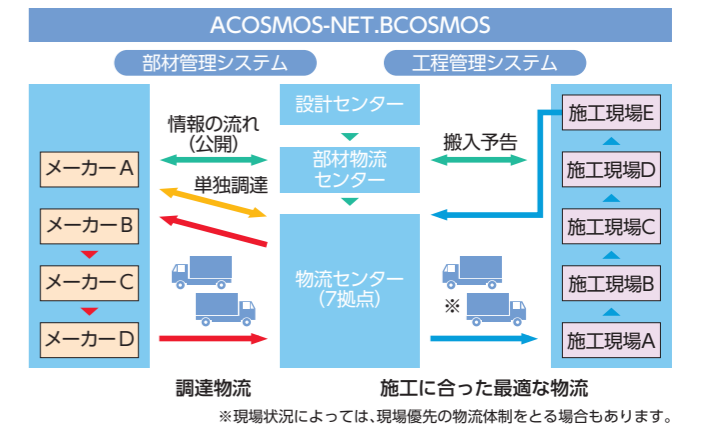 ACOSMOS-NET.BCOSMOS
部材管理システム
工程管理システム
設計センター
情報の流れ
(公開)
搬入予告
部材物流
センター
単独調達
メーカーA
メーカーB
メーカーC
メーカーD
物流センター
(7拠点)
※
施工現場E
施工現場D
施工現場C
施工現場B
施工現場A
調達物流
施工に合った最適な物流
※現場状況によっては、現場優先の物流体制をとる場合もあります。